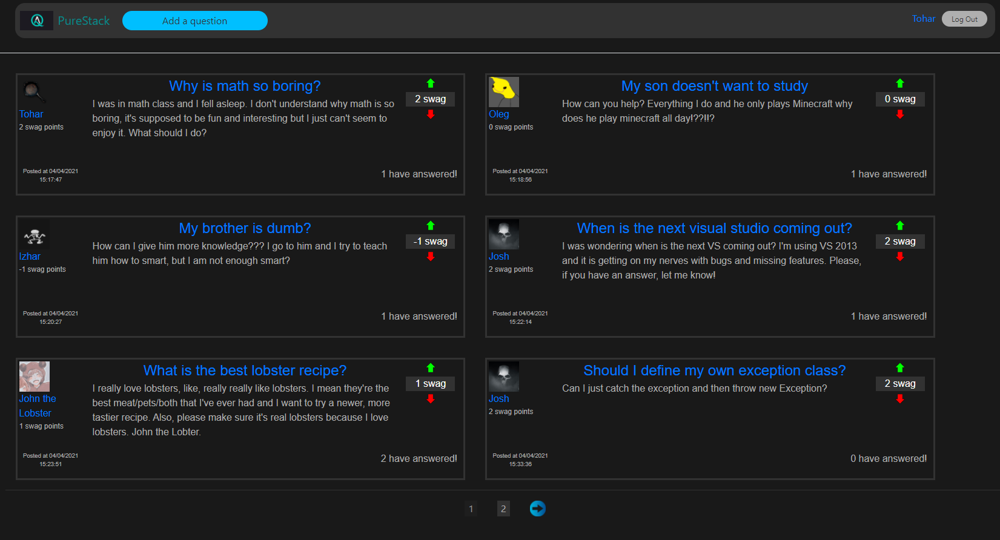 PureStack
Add a question
Tohar
Log Out
Why is math so boring?
2 swag
I was in math class and I fell asleep. I don't understand why math is so
boring, it's supposed to be fun and interesting but I just can't seem to
enjoy it. What should I do?
Tohar
2 swag points
Posted at 04/04/2021
15:17:47
1 have answered!
My son doesn't want to study
0 swag
How can you help? Everything I do and he only plays Minecraft why
does he play minecraft all day!??!!?
Oleg
0 swag points
Posted at 04/04/2021
15:18:56
1 have answered!
My brother is dumb?
-1 swag
How can I give him more knowledge??? I go to him and I try to teach
him how to smart, but I am not enough smart?
Izhar
-1 swag points
Posted at 04/04/2021
15:20:27
1 have answered!
When is the next visual studio coming out?
2 swag
I was wondering when is the next VS coming out? I'm using VS 2013
and it is getting on my nerves with bugs and missing features. Please,
if you have an answer, let me know!
Josh
2 swag points
Posted at 04/04/2021
15:22:14
1 have answered!
What is the best lobster recipe?
1 swag
I really love lobsters, like, really really like lobsters. I mean they're the
best meat/pets/both that I've ever had and I want to try a newer, more
tastier recipe. Also, please make sure it's real lobsters because I love
lobsters. John the Lobter.
John the
Lobster
1 swag points
Posted at 04/04/2021
15:23:51
2 have answered!
Should I define my own exception class?
2 swag
Can I just catch the exception and then throw new Exception?
Josh
2 swag points
Posted at 04/04/2021
15:33:36
0 have answered!
1
2